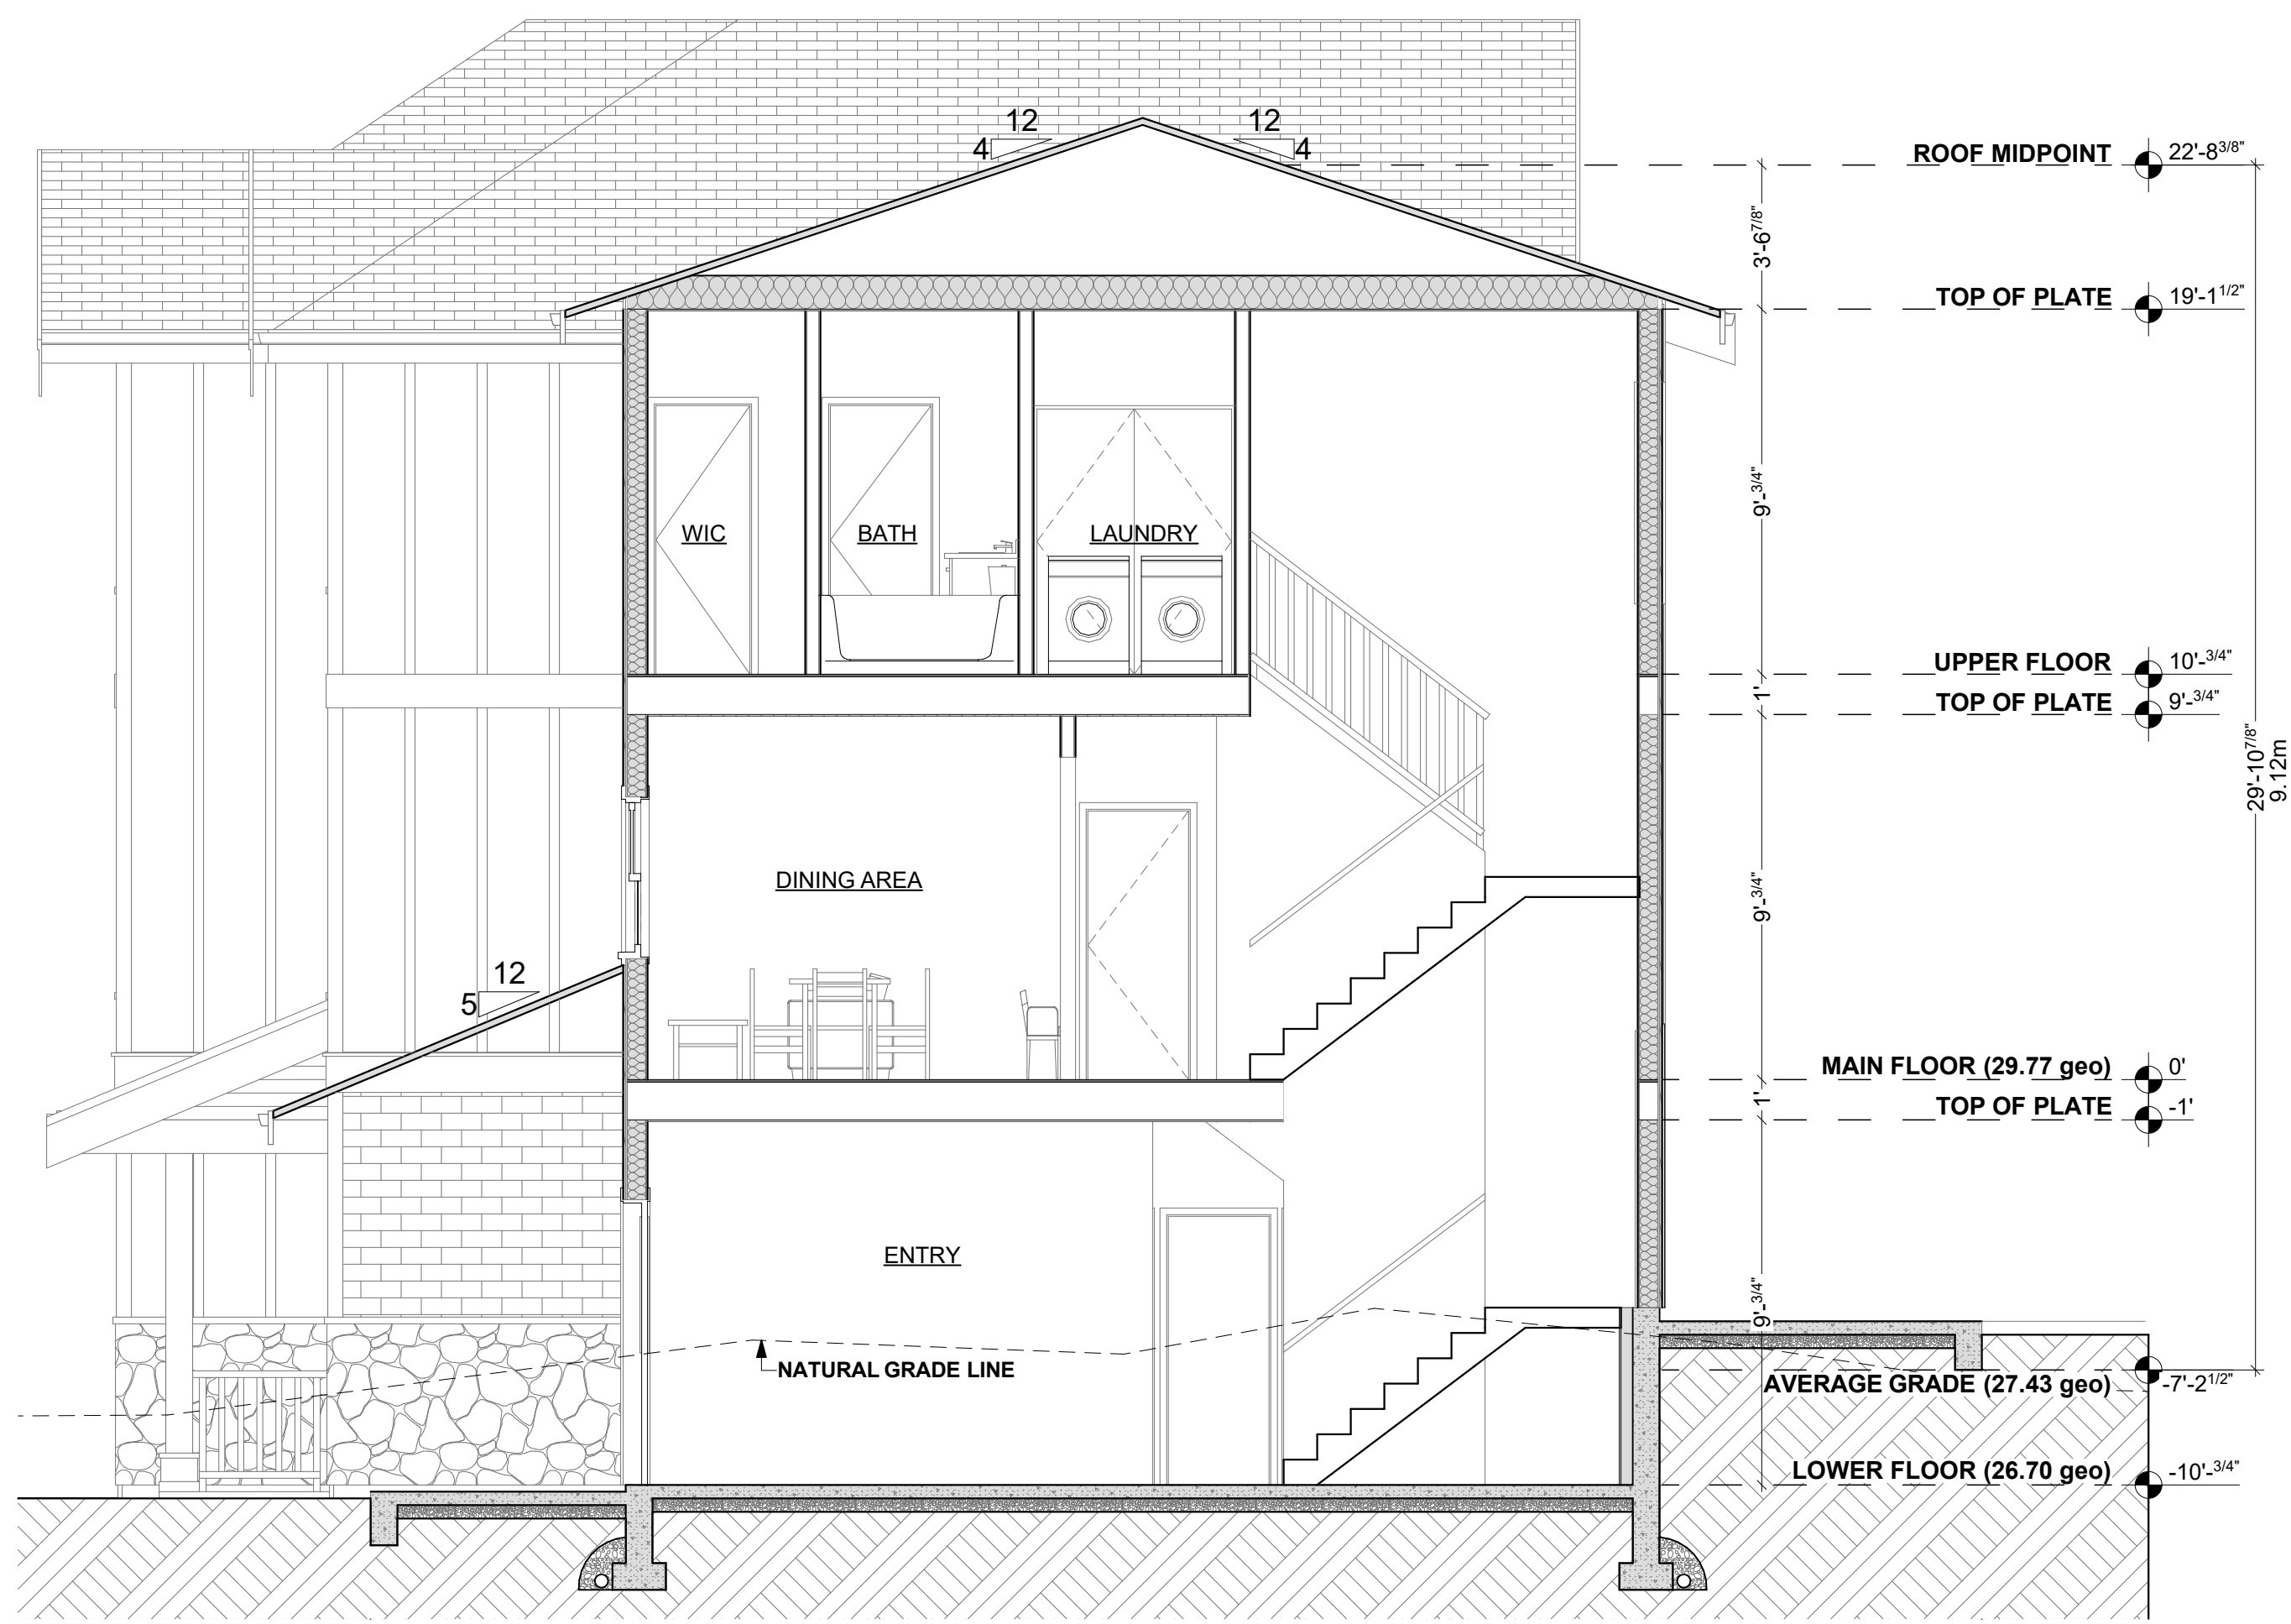 12
4
12
4
ROOF MIDPOINT 22'-8 3/8"
3'-6 7/8"
TOP OF PLATE 19'-1 1/2"
9'-3/4"
WIC
BATH
LAUNDRY
UPPER FLOOR 10'-3/4"
1'
TOP OF PLATE 9'-3/4"
29'-10 7/8"
9.12m
DINING AREA
9'-3/4"
12
5
MAIN FLOOR (29.77 geo) 0'
1'
TOP OF PLATE -1'
ENTRY
9'-3/4"
NATURAL GRADE LINE
AVERAGE GRADE (27.43 geo) -7'-2 1/2"
LOWER FLOOR (26.70 geo) -10'-3/4"